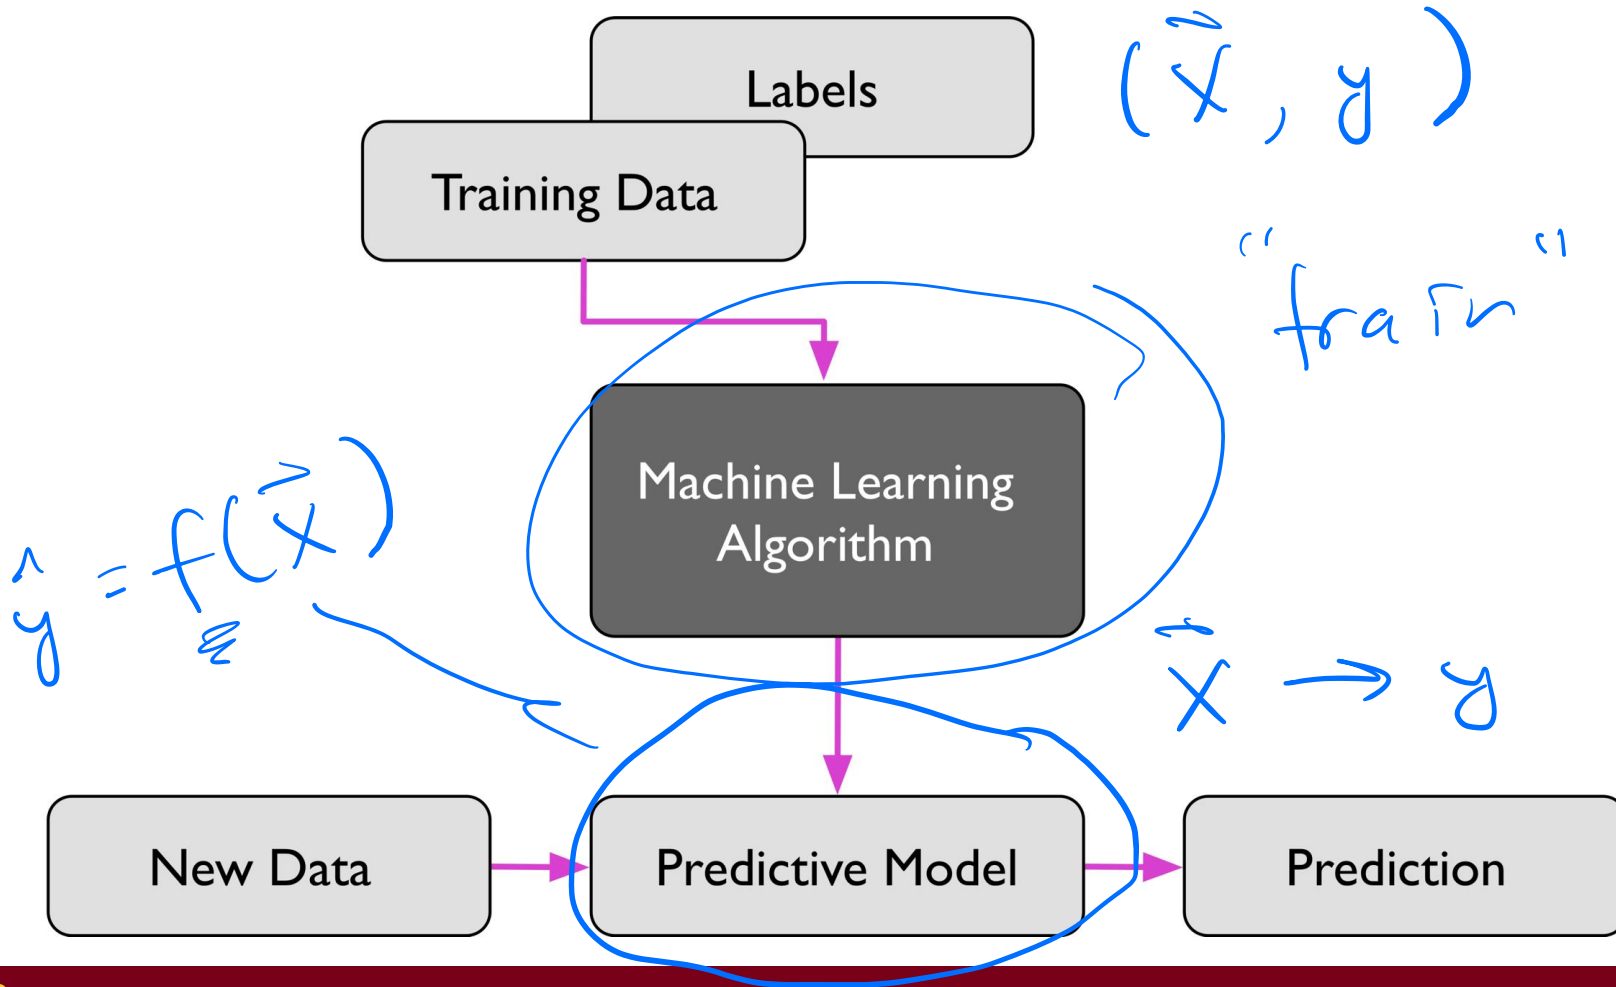 Labels
(x⃗, y)
Training Data
"train"
Machine Learning
Algorithm
ŷ = f(x⃗)
x⃗ → y
New Data
Predictive Model
Prediction